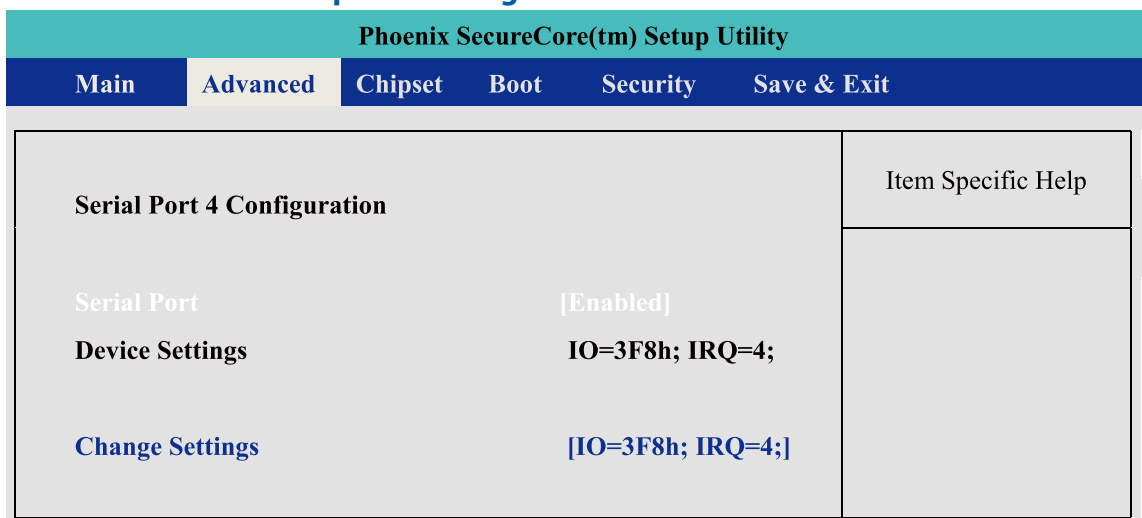 Phoenix SecureCore(tm) Setup Utility
Main Advanced Chipset Boot Security Save & Exit
Serial Port 4 Configuration
Item Specific Help
Serial Port [Enabled]
Device Settings IO=3F8h; IRQ=4;
Change Settings [IO=3F8h; IRQ=4;]